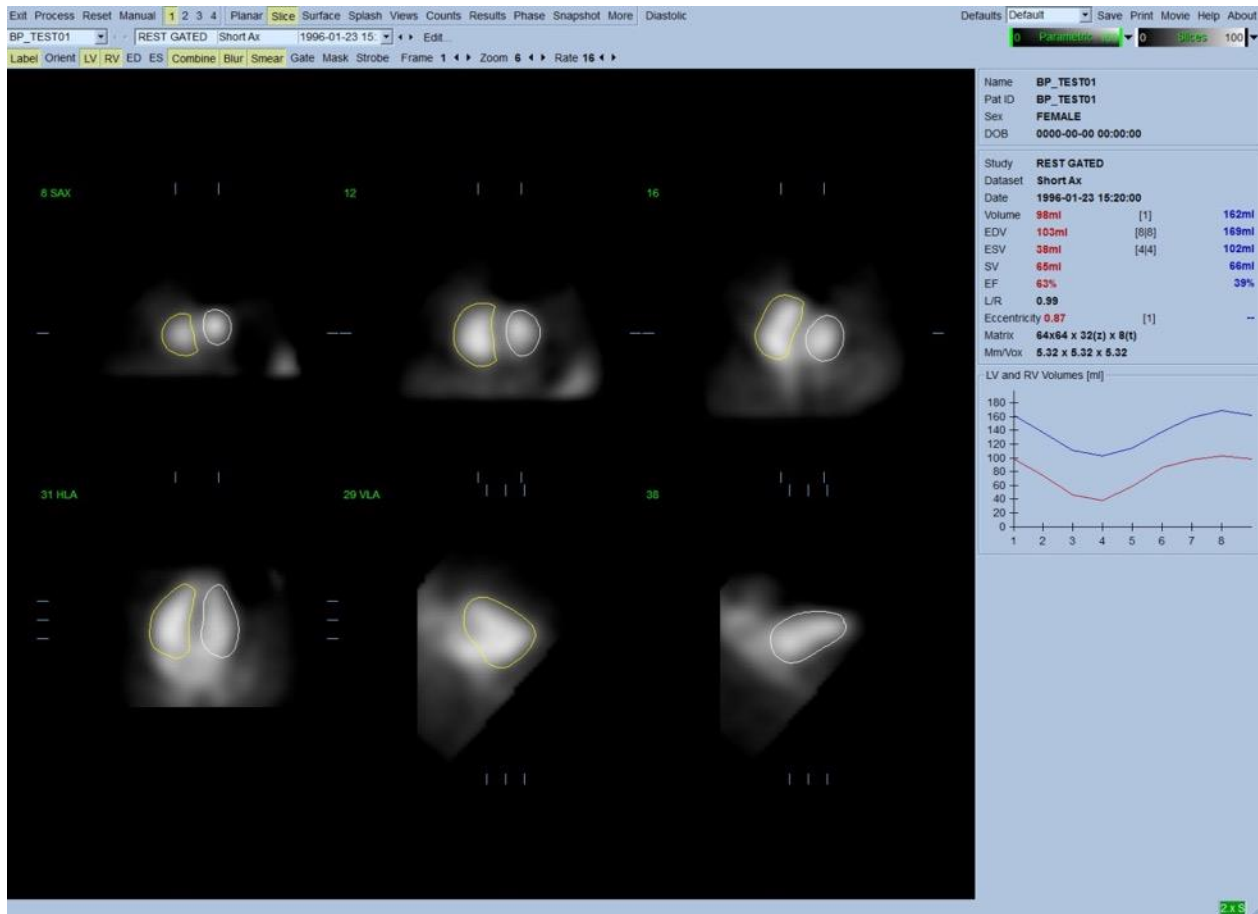 Exit Process Reset Manual 1 2 3 4 Planar Slice Surface Splash Views Counts Results Phase Snapshot More Diastolic Defaults Default Save Print Movie Help About
BP_TEST01 REST GATED Short Ax 1996-01-23 15: Edit... 0 Parametric 0 Slices 100
Label Orient LV RV ED ES Combine Blur Smear Gate Mask Strobe Frame 1 Zoom 6 Rate 16
Name BP_TEST01
Pat ID BP_TEST01
Sex FEMALE
DOB 0000-00-00 00:00:00
Study REST GATED
Dataset Short Ax
Date 1996-01-23 15:20:00
Volume 98ml [1] 162ml
EDV 103ml [8|8] 169ml
ESV 38ml [4|4] 102ml
SV 65ml 66ml
EF 63% 39%
L/R 0.99
Eccentricity 0.87 [1] --
Matrix 64x64 x 32(z) x 8(t)
Mm/Vox 5.32 x 5.32 x 5.32
LV and RV Volumes [ml]
180
160
140
120
100
80
60
40
20
0
1 2 3 4 5 6 7 8
8 SAX 12 16
31 HLA 29 VLA 38
2 x S